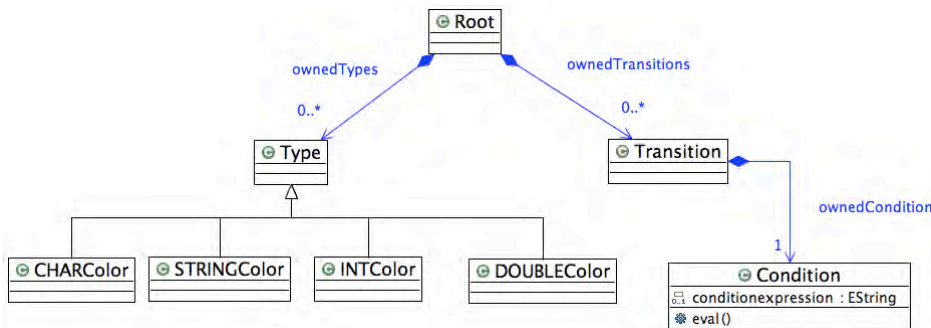 C Root
ownedTypes
ownedTransitions
0..*
0..*
C Type
C Transition
ownedCondition
1
C CHARColor
C STRINGColor
C INTColor
C DOUBLEColor
C Condition
0..1 conditionexpression : EString
eval()